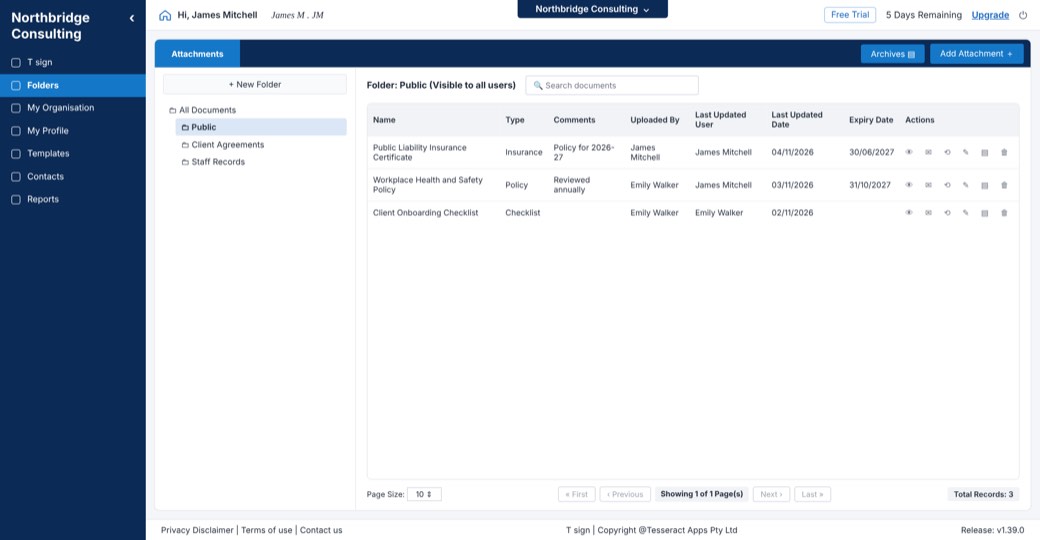 Northbridge
Consulting
T sign
Folders
My Organisation
My Profile
Templates
Contacts
Reports
Hi, James Mitchell James M . JM
Northbridge Consulting
Free Trial 5 Days Remaining Upgrade
Attachments
Archives
Add Attachment +
+ New Folder
All Documents
Public
Client Agreements
Staff Records
Folder: Public (Visible to all users) Search documents
Name Type Comments Uploaded By Last Updated User Last Updated Date Expiry Date Actions
Public Liability Insurance Certificate Insurance Policy for 2026-27 James Mitchell James Mitchell 04/11/2026 30/06/2027
Workplace Health and Safety Policy Policy Reviewed annually Emily Walker James Mitchell 03/11/2026 31/10/2027
Client Onboarding Checklist Checklist Emily Walker Emily Walker 02/11/2026
Page Size: 10 « First ‹ Previous Showing 1 of 1 Page(s) Next › Last » Total Records: 3
Privacy Disclaimer | Terms of use | Contact us T sign | Copyright @Tesseract Apps Pty Ltd Release: v1.39.0